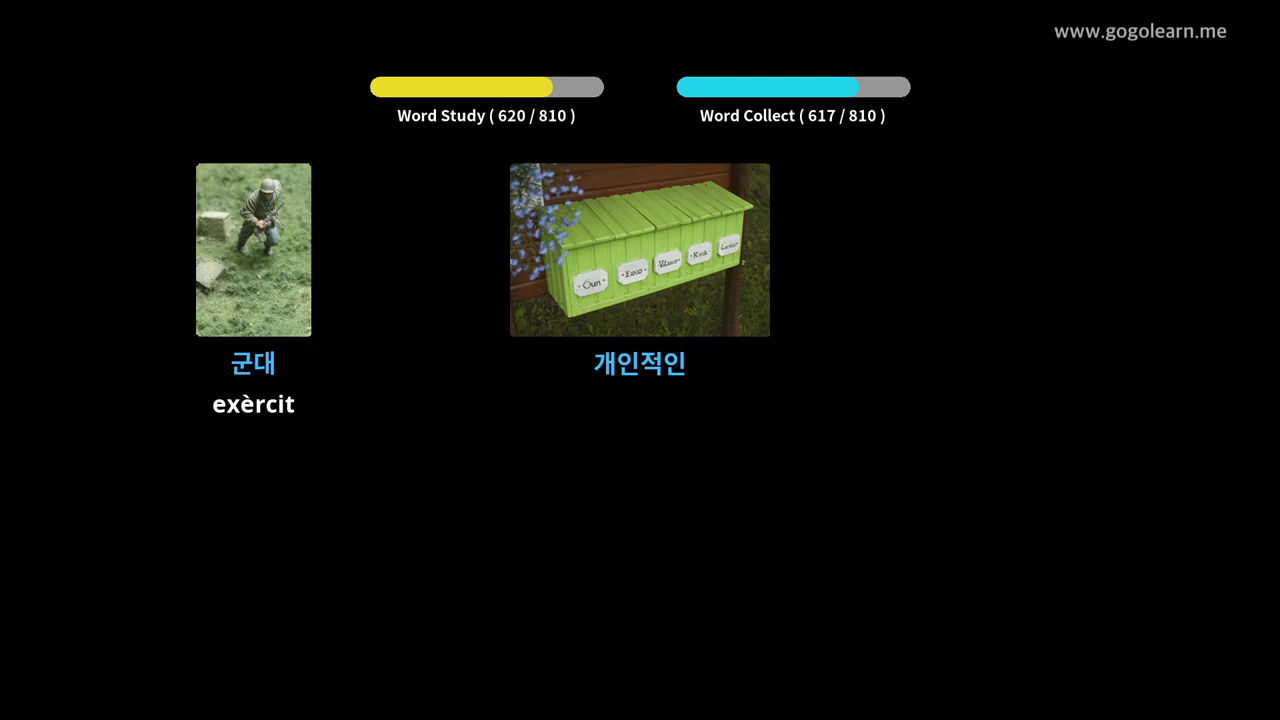 www.gogolearn.me
Word Study ( 620 / 810 )
Word Collect ( 617 / 810 )
군대
exèrcit
개인적인